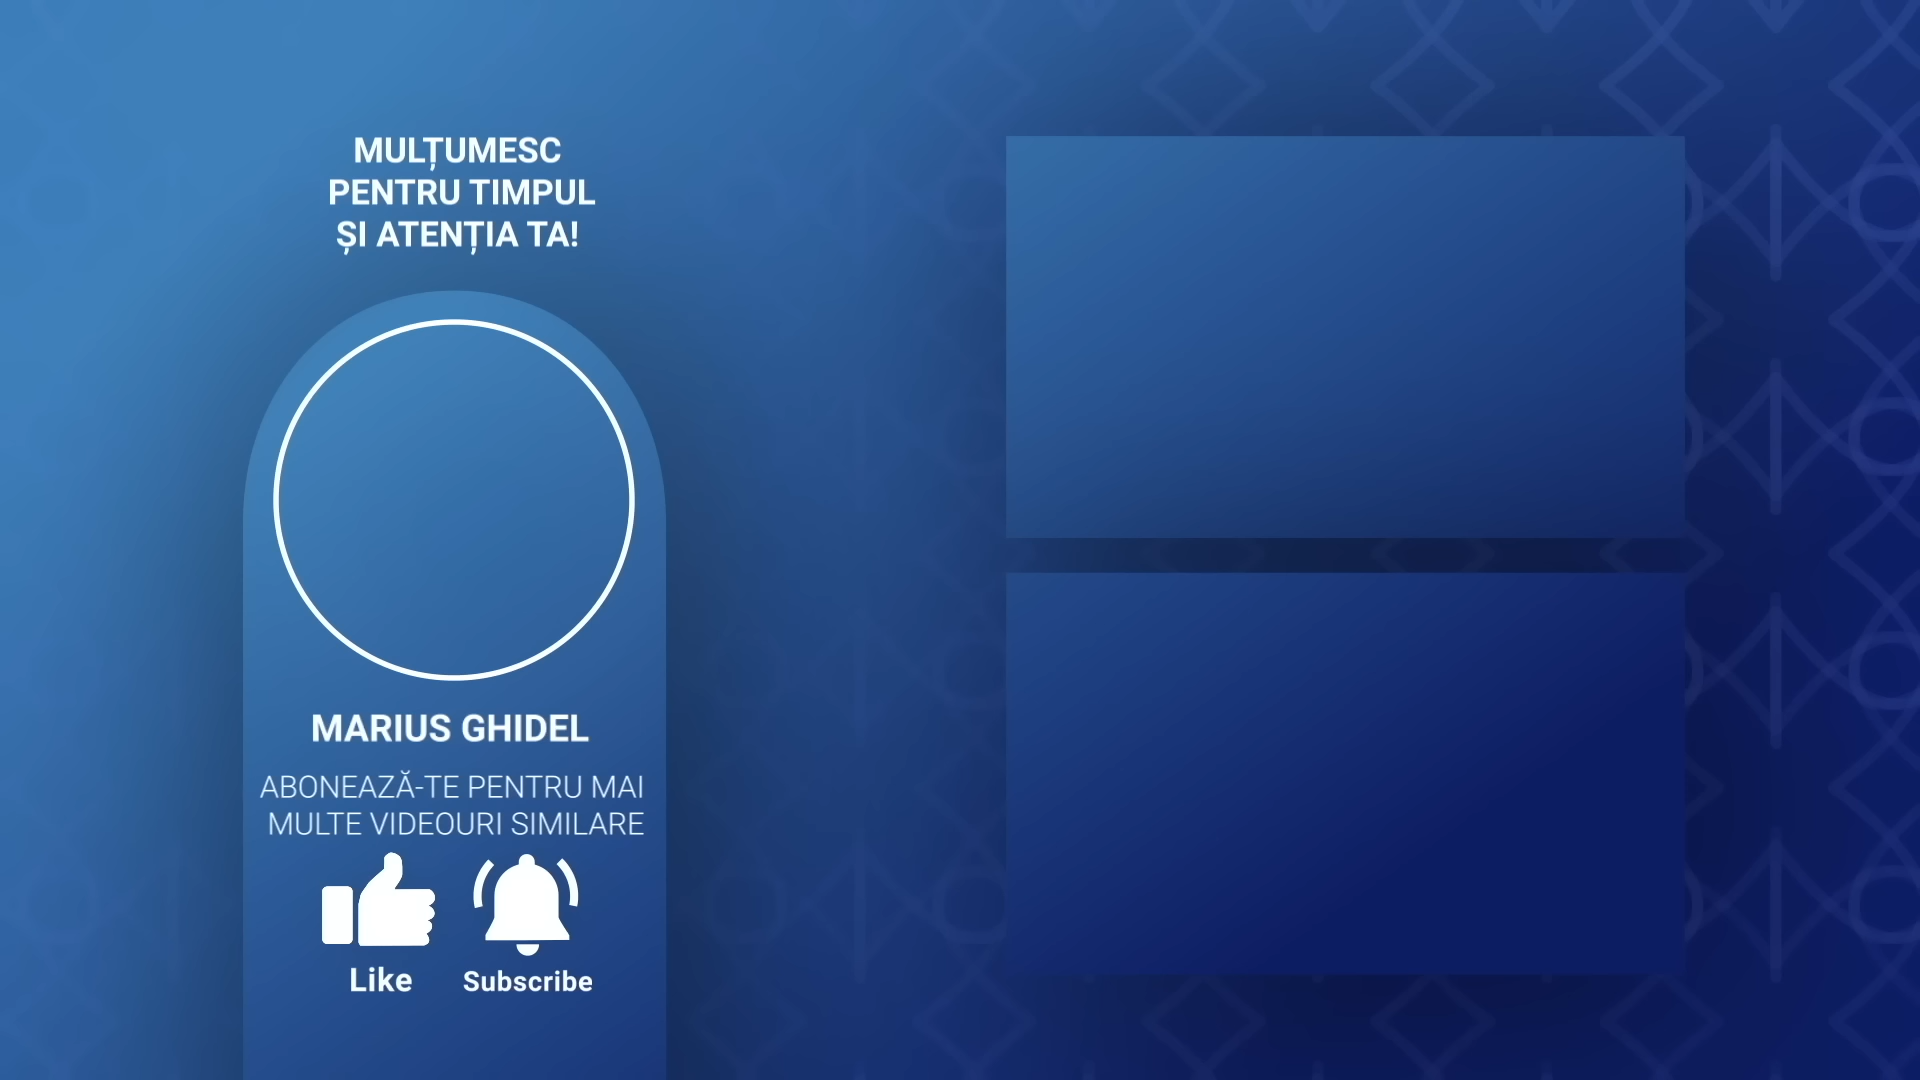 MULȚUMESC
PENTRU TIMPUL
ȘI ATENȚIA TA!
MARIUS GHIDEL
ABONEAZĂ-TE PENTRU MAI
MULTE VIDEOURI SIMILARE
Like
Subscribe